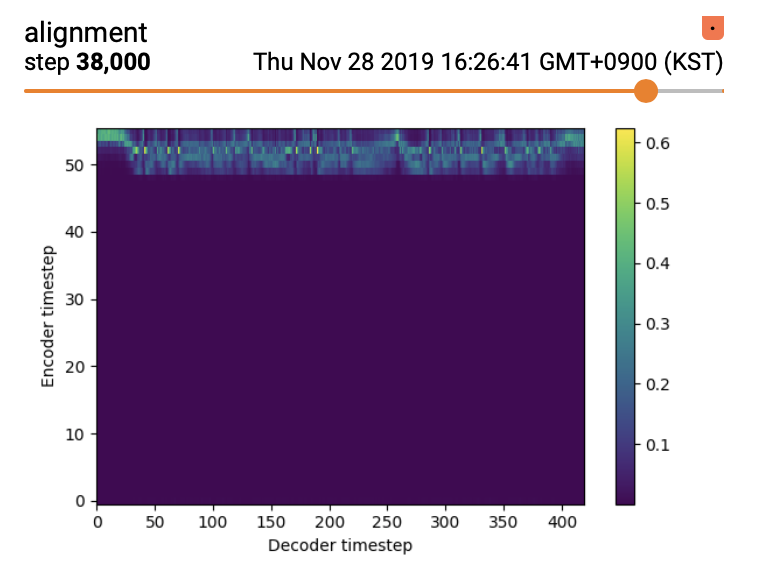 alignment
step 38,000 Thu Nov 28 2019 16:26:41 GMT+0900 (KST)
50
40
30
20
10
0
Encoder timestep
0 50 100 150 200 250 300 350 400
Decoder timestep
0.6
0.5
0.4
0.3
0.2
0.1